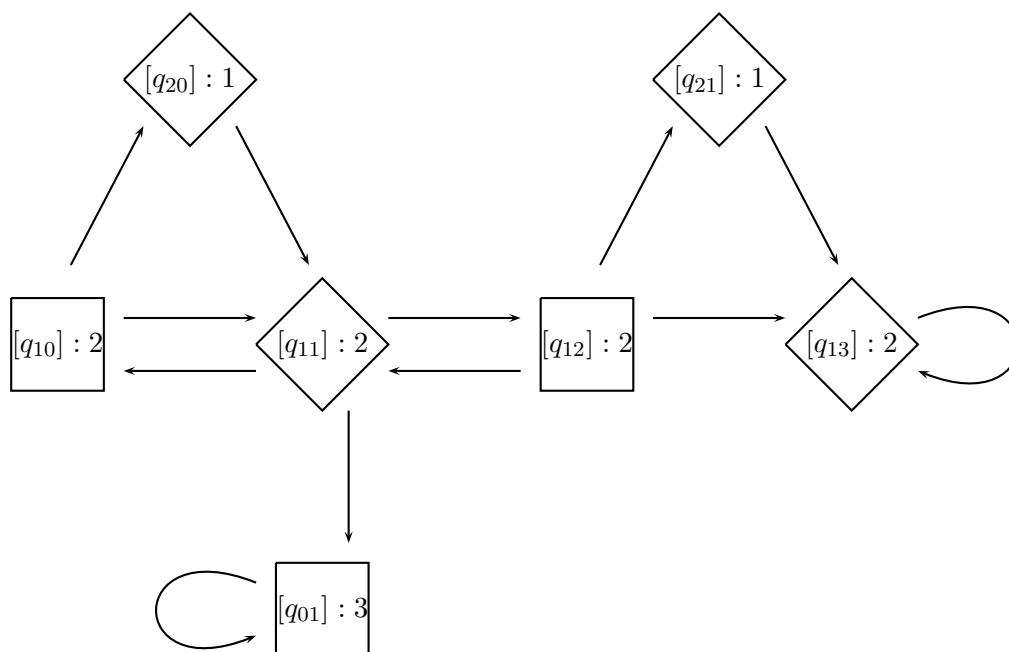 [q₂₀] : 1
[q₂₁] : 1
[q₁₀] : 2
[q₁₁] : 2
[q₁₂] : 2
[q₁₃] : 2
[q₀₁] : 3